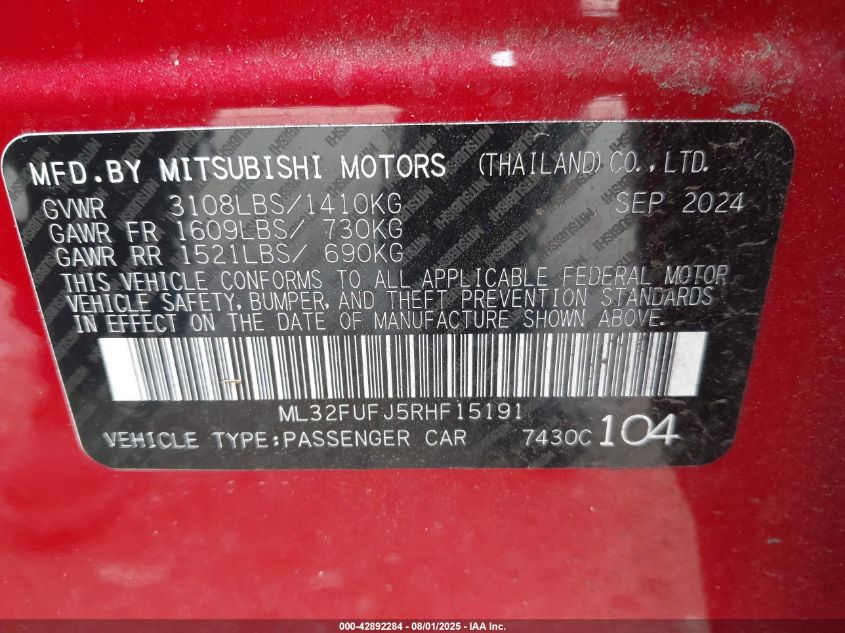 MFD.BY MITSUBISHI MOTORS (THAILAND) CO.,LTD.
GVWR 3108LBS/1410KG SEP 2024
GAWR FR 1609LBS/ 730KG
GAWR RR 1521LBS/ 690KG
THIS VEHICLE CONFORMS TO ALL APPLICABLE FEDERAL MOTOR
VEHICLE SAFETY, BUMPER, AND THEFT PREVENTION STANDARDS
IN EFFECT ON THE DATE OF MANUFACTURE SHOWN ABOVE.
ML32FUFJ5RHF15191
VEHICLE TYPE:PASSENGER CAR 7430C 104
000-42892284 - 08/01/2025 - IAA Inc.